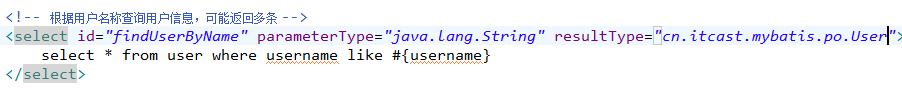 <!-- 根据用户名称查询用户信息，可能返回多条 -->
<select id="findUserByName" parameterType="java.lang.String" resultType="cn.itcast.mybatis.po.User">
select * from user where username like #{username}
</select>